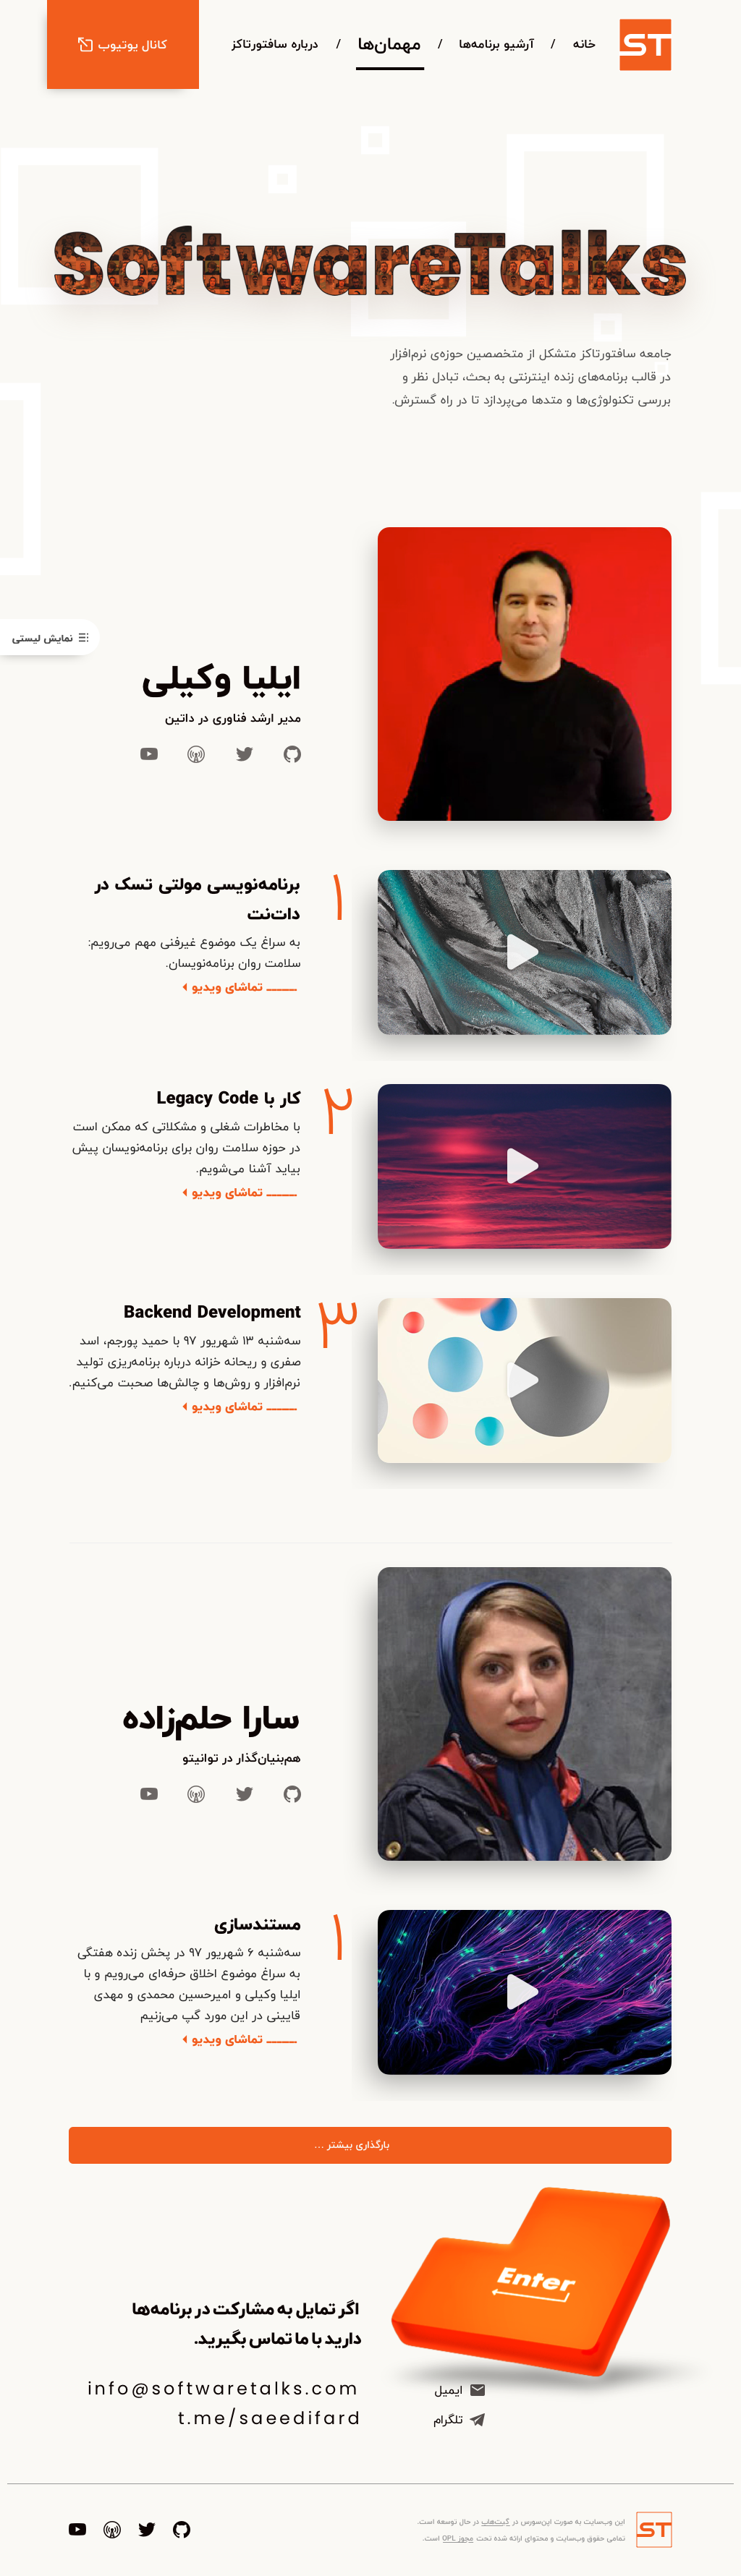 ST
خانه / آرشیو برنامه‌ها / مهمان‌ها / درباره سافتورتاکز
کانال یوتیوب
SoftwareTalks
جامعه سافتورتاکز متشکل از متخصصین حوزه‌ی نرم‌افزار
در قالب برنامه‌های زنده اینترنتی به بحث، تبادل نظر و
بررسی تکنولوژی‌ها و متدها می‌پردازد تا در راه گسترش.
نمایش لیستی
ایلیا وکیلی
مدیر ارشد فناوری در داتین
۱
برنامه‌نویسی مولتی تسک در
دات‌نت
به سراغ یک موضوع غیرفنی مهم می‌رویم:
سلامت روان برنامه‌نویسان.
تماشای ویدیو
۲
کار با Legacy Code
با مخاطرات شغلی و مشکلاتی که ممکن است
در حوزه سلامت روان برای برنامه‌نویسان پیش
بیاید آشنا می‌شویم.
تماشای ویدیو
۳
Backend Development
سه‌شنبه ۱۳ شهریور ۹۷ با حمید پورجم، اسد
صفری و ریحانه خزانه درباره برنامه‌ریزی تولید
نرم‌افزار و روش‌ها و چالش‌ها صحبت می‌کنیم.
تماشای ویدیو
سارا حلم‌زاده
هم‌بنیان‌گذار در توانیتو
۱
مستندسازی
سه‌شنبه ۶ شهریور ۹۷ در پخش زنده هفتگی
به سراغ موضوع اخلاق حرفه‌ای می‌رویم و با
ایلیا وکیلی و امیرحسین محمدی و مهدی
قایینی در این مورد گپ می‌زنیم
تماشای ویدیو
بارگذاری بیشتر ...
Enter
اگر تمایل به مشارکت در برنامه‌ها
دارید با ما تماس بگیرید.
ایمیل
info@softwaretalks.com
تلگرام
t.me/saeedifard
ST
این وب‌سایت به صورت اپن‌سورس در گیت‌هاب در حال توسعه است.
تمامی حقوق وب‌سایت و محتوای ارائه شده تحت مجوز OPL است.